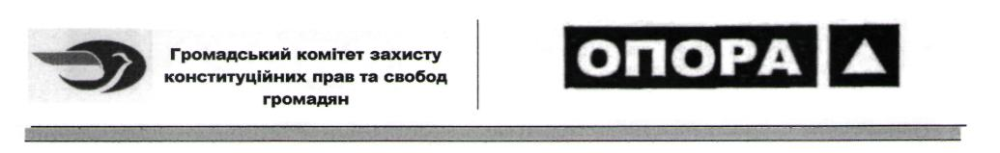 Громадський комітет захисту
конституційних прав та свобод
громадян
ОПОРА